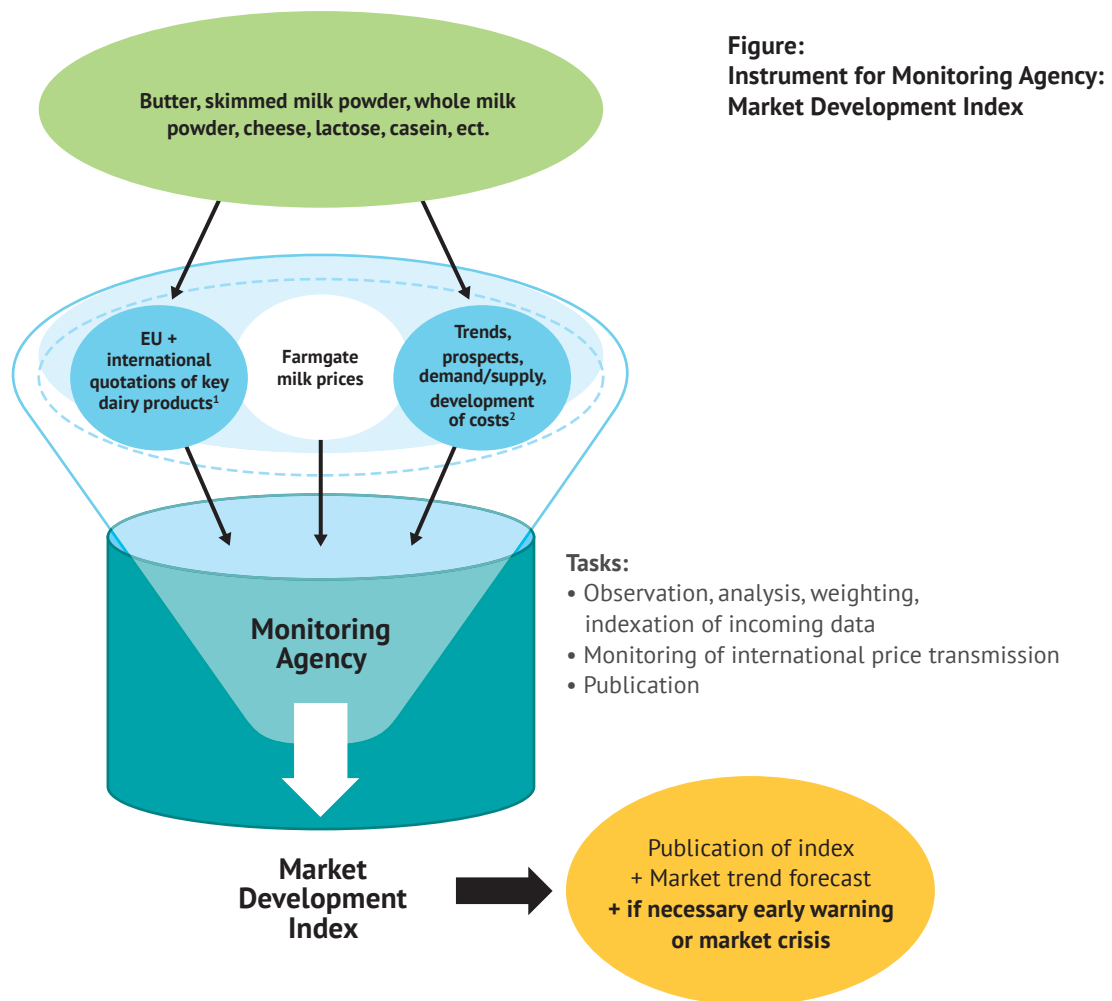 Figure:
Instrument for Monitoring Agency:
Market Development Index
Butter, skimmed milk powder, whole milk
powder, cheese, lactose, casein, ect.
EU +
international
quotations of key
dairy products¹
Farmgate
milk prices
Trends,
prospects,
demand/supply,
development
of costs²
Monitoring
Agency
Tasks:
• Observation, analysis, weighting,
indexation of incoming data
• Monitoring of international price transmission
• Publication
Market
Development
Index
Publication of index
+ Market trend forecast
+ if necessary early warning
or market crisis